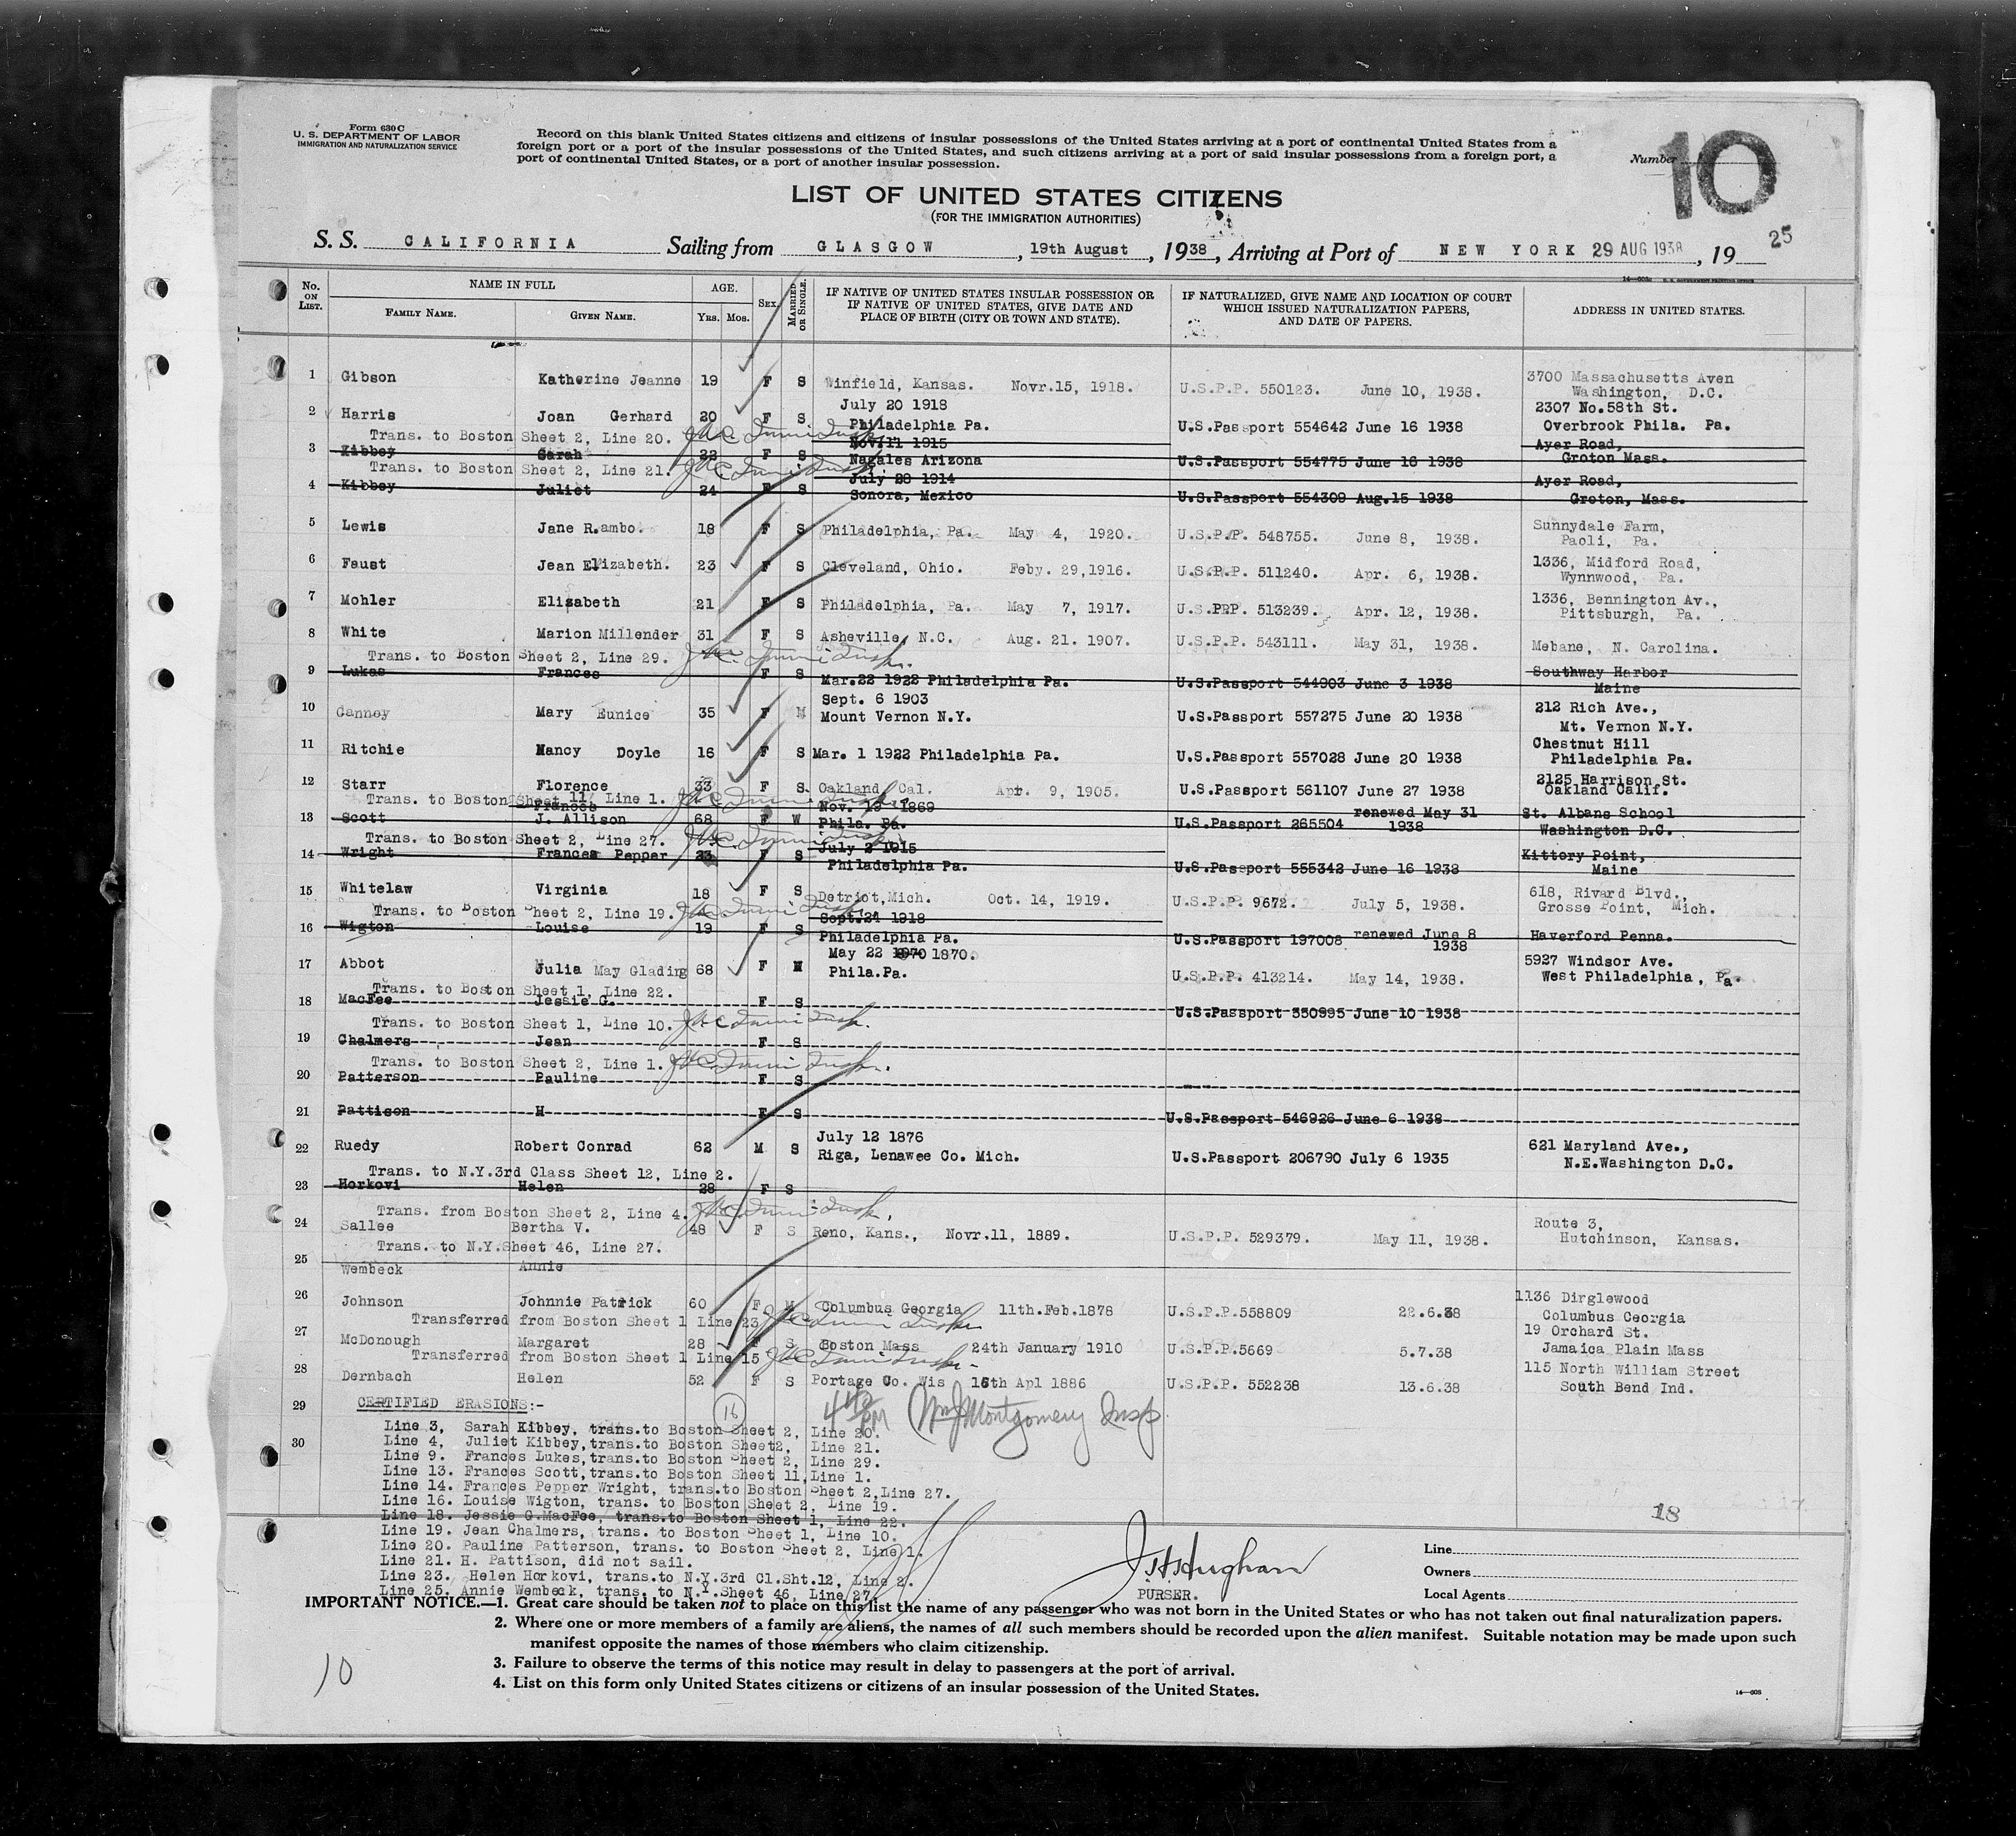 Form 630 C
U. S. DEPARTMENT OF LABOR
IMMIGRATION AND NATURALIZATION SERVICE
Record on this blank United States citizens and citizens of insular possessions of the United States arriving at a port of continental United States from a
foreign port or a port of the insular possessions of the United States, and such citizens arriving at a port of said insular possessions from a foreign port, a
port of continental United States, or a port of another insular possession.
Number 10
LIST OF UNITED STATES CITIZENS
(FOR THE IMMIGRATION AUTHORITIES)
25
S. S. CALIFORNIA Sailing from GLASGOW, 19th August, 1938, Arriving at Port of NEW YORK 29 AUG 1938, 19
No. ON LIST. NAME IN FULL FAMILY NAME. GIVEN NAME. AGE. Yrs. Mos. SEX. MARRIED OR SINGLE. IF NATIVE OF UNITED STATES INSULAR POSSESSION OR IF NATIVE OF UNITED STATES, GIVE DATE AND PLACE OF BIRTH (CITY OR TOWN AND STATE). IF NATURALIZED, GIVE NAME AND LOCATION OF COURT WHICH ISSUED NATURALIZATION PAPERS, AND DATE OF PAPERS. ADDRESS IN UNITED STATES.
1 Gibson Katherine Jeanne 19 F S Winfield, Kansas. Novr.15, 1918. U.S.P.P. 550123. June 10, 1938. 3700 Massachusetts Aven Washington, D.C.
2 Harris Joan Gerhard 20 F S July 20 1918 Philadelphia Pa. U.S.Passport 554642 June 16 1938 2307 No.58th St. Overbrook Phila. Pa.
Trans. to Boston Sheet 2, Line 20.
3 Kibbey Sarah 22 F S Nov.11 1915 Nagales Arizona U.S.Passport 554775 June 16 1938 Ayer Road, Groton Mass.
Trans. to Boston Sheet 2, Line 21.
4 Kibbey Juliet 24 F S July 28 1914 Sonora, Mexico U.S.Passport 554309 Aug.15 1938 Ayer Road, Groton, Mass.
5 Lewis Jane R.ambo. 18 F S Philadelphia, Pa. May 4, 1920. U.S.P.P. 548755. June 8, 1938. Sunnydale Farm, Paoli, Pa.
6 Faust Jean Elizabeth. 23 F S Cleveland, Ohio. Feby. 29,1916. U.S.P.P. 511240. Apr. 6, 1938. 1336, Midford Road, Wynnwood, Pa.
7 Mohler Elizabeth 21 F S Philadelphia, Pa. May 7, 1917. U.S.PRP. 513239. Apr. 12, 1938. 1336, Bennington Av., Pittsburgh, Pa.
8 White Marion Millender 31 F S Asheville, N.C. Aug. 21. 1907. U.S.P.P. 543111. May 31, 1938. Mebane, N. Carolina.
Trans. to Boston Sheet 2, Line 29.
9 Lukas Frances F S Mar.22 1922 Philadelphia Pa. U.S.Passport 544903 June 3 1938 Southway Harbor Maine
10 Canney Mary Eunice 35 F M Sept. 6 1903 Mount Vernon N.Y. U.S.Passport 557275 June 20 1938 212 Rich Ave., Mt. Vernon N.Y.
11 Ritchie Nancy Doyle 16 F S Mar. 1 1922 Philadelphia Pa. U.S.Passport 557028 June 20 1938 Chestnut Hill Philadelphia Pa.
12 Starr Florence 33 F S Oakland Cal. Apr. 9, 1905. U.S.Passport 561107 June 27 1938 2125 Harrison St. Oakland Calif.
Trans. to Boston Sheet 11, Line 1.
13 Scott Frances J. Allison 68 F W Nov. 19 1869 Phila. Pa. U.S.Passport 265504 renewed May 31 1938 St. Albans School Washington D.C.
Trans. to Boston Sheet 2, Line 27.
14 Wright Frances Pepper 23 F S July 2 1915 Philadelphia Pa. U.S.Passport 555342 June 16 1938 Kittory Point, Maine
15 Whitelaw Virginia 18 F S Detriot,Mich. Oct. 14, 1919. U.S.P.P. 9672. July 5, 1938. 618, Rivard Blvd., Grosse Point, Mich.
Trans. to Boston Sheet 2, Line 19.
16 Wigton Louise 19 F S Sept.24 1918 Philadelphia Pa. U.S.Passport 197008 renewed June 8 1938 Haverford Penna.
17 Abbot Julia May Glading 68 F May 22 1870. Phila.Pa. U.S.P.P. 413214. May 14, 1938. 5927 Windsor Ave. West Philadelphia, Pa.
Trans. to Boston Sheet 1, Line 22.
18 MacFee Jessie G. F S U.S.Passport 350995 June 10 1938
Trans. to Boston Sheet 1, Line 10.
19 Chalmers Jean F S
Trans. to Boston Sheet 2, Line 1.
20 Patterson Pauline F S
21 Pattison H F S U.S.Passport 546926 June 6 1938
22 Ruedy Robert Conrad 62 M S July 12 1876 Riga, Lenawee Co. Mich. U.S.Passport 206790 July 6 1935 621 Maryland Ave., N.E.Washington D.C.
Trans. to N.Y.3rd Class Sheet 12, Line 2.
23 Horkovi Helen 28 F S
Trans. from Boston Sheet 2, Line 4.
24 Sallee Bertha V. 48 F S Reno, Kans., Novr.11, 1889. U.S.P.P. 529379. May 11, 1938. Route 3, Hutchinson, Kansas.
Trans. to N.Y.Sheet 46, Line 27.
25 Wembeck Annie
26 Johnson Johnnie Patrick 60 F M Columbus Georgia 11th.Feb.1878 U.S.P.P.558809 22.6.38 1136 Dirglewood Columbus Georgia
Transferred from Boston Sheet 1 Line 23
27 McDonough Margaret 28 F S Boston Mass 24th January 1910 U.S.P.P.5669 5.7.38 19 Orchard St. Jamaica Plain Mass
Transferred from Boston Sheet 1 Line 15
28 Dernbach Helen 52 F S Portage Co. Wis 16th Apl 1886 U.S.P.P. 552238 13.6.38 115 North William Street South Bend Ind.
29 CERTIFIED ERASIONS:- 16 PM Wm J Montgomery Insp
Line 3, Sarah Kibbey, trans.to Boston Sheet 2, Line 20.
30 Line 4, Juliet Kibbey,trans.to Boston Sheet2, Line 21.
Line 9. Frances Lukes,trans.to Boston Sheet 2, Line 29.
Line 13. Frances Scott,trans.to Boston Sheet 11,Line 1.
Line 14. Frances Pepper Wright, trans.to Boston Sheet 2,Line 27.
Line 16. Louise Wigton, trans. to Boston Sheet 2, Line 19.
Line 18. Jessie G.MacFee, trans.to Boston Sheet 1, Line 22.
18
Line 19. Jean Chalmers, trans. to Boston Sheet 1, Line 10.
Line 20. Pauline Patterson, trans. to Boston Sheet 2, Line 1.
Line 21. H. Pattison, did not sail.
Line 23. Helen Horkovi, trans.to N.Y.3rd Cl.Sht.12, Line 2.
Line 25. Annie Wembeck, trans. to N.Y.Sheet 46, Line 27.
PURSER.
Line
Owners
Local Agents
IMPORTANT NOTICE.—1. Great care should be taken not to place on this list the name of any passenger who was not born in the United States or who has not taken out final naturalization papers.
2. Where one or more members of a family are aliens, the names of all such members should be recorded upon the alien manifest. Suitable notation may be made upon such
manifest opposite the names of those members who claim citizenship.
3. Failure to observe the terms of this notice may result in delay to passengers at the port of arrival.
4. List on this form only United States citizens or citizens of an insular possession of the United States.
10
14—608